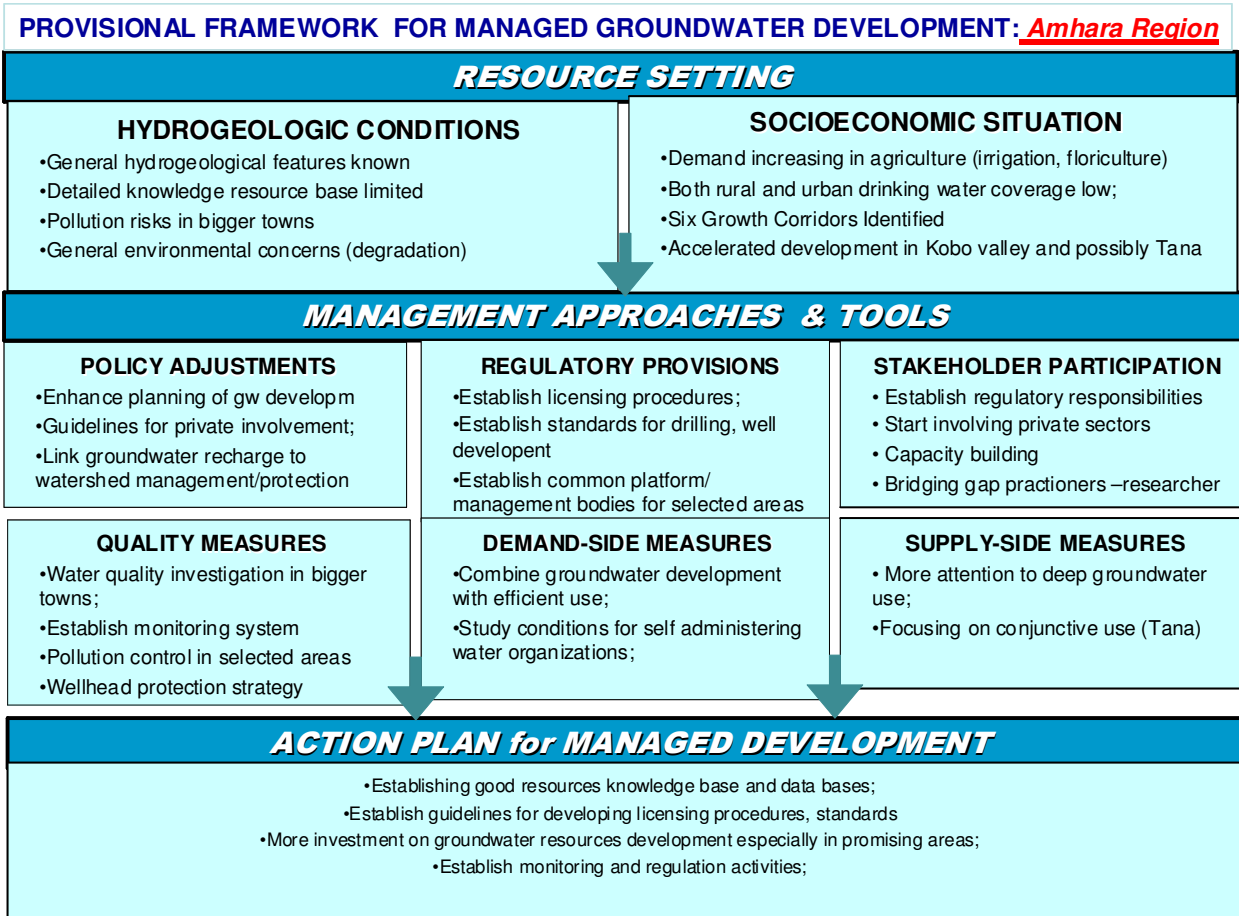 PROVISIONAL FRAMEWORK FOR MANAGED GROUNDWATER DEVELOPMENT: Amhara Region
RESOURCE SETTING
HYDROGEOLOGIC CONDITIONS
•General hydrogeological features known
•Detailed knowledge resource base limited
•Pollution risks in bigger towns
•General environmental concerns (degradation)
SOCIOECONOMIC SITUATION
•Demand increasing in agriculture (irrigation, floriculture)
•Both rural and urban drinking water coverage low;
•Six Growth Corridors Identified
•Accelerated development in Kobo valley and possibly Tana
MANAGEMENT APPROACHES & TOOLS
POLICY ADJUSTMENTS
•Enhance planning of gw developm
•Guidelines for private involvement;
•Link groundwater recharge to
watershed management/protection
REGULATORY PROVISIONS
•Establish licensing procedures;
•Establish standards for drilling, well
developent
•Establish common platform/
management bodies for selected areas
STAKEHOLDER PARTICIPATION
• Establish regulatory responsibilities
• Start involving private sectors
• Capacity building
• Bridging gap practioners –researcher
QUALITY MEASURES
•Water quality investigation in bigger
towns;
•Establish monitoring system
•Pollution control in selected areas
•Wellhead protection strategy
DEMAND-SIDE MEASURES
•Combine groundwater development
with efficient use;
•Study conditions for self administering
water organizations;
SUPPLY-SIDE MEASURES
• More attention to deep groundwater
use;
•Focusing on conjunctive use (Tana)
ACTION PLAN for MANAGED DEVELOPMENT
•Establishing good resources knowledge base and data bases;
•Establish guidelines for developing licensing procedures, standards
•More investment on groundwater resources development especially in promising areas;
•Establish monitoring and regulation activities;